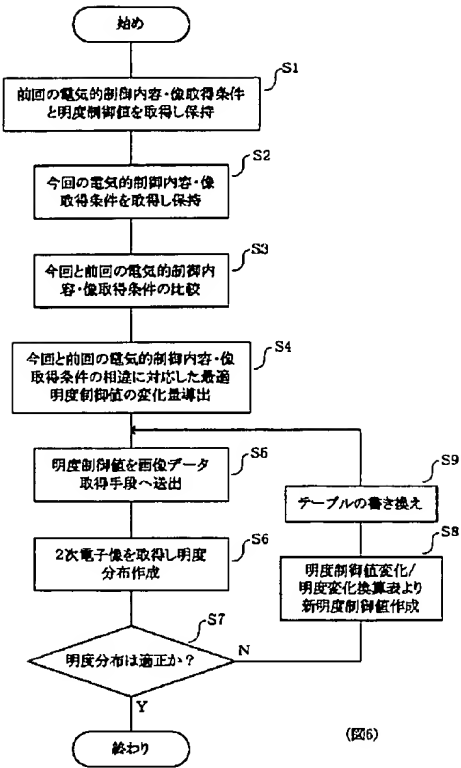 始め
S1
前回の電気的制御内容・像取得条件
と明度制御値を取得し保持
S2
今回の電気的制御内容・像
取得条件を取得し保持
S3
今回と前回の電気的制御内
容・像取得条件の比較
S4
今回と前回の電気的制御内容・像
取得条件の相違に対応した最適
明度制御値の変化量導出
S6
明度制御値を画像データ
取得手段へ送出
S6
2次電子像を取得し明度
分布作成
S7
明度分布は適正か?
N
Y
終わり
S9
テーブルの書き換え
S8
明度制御値変化/
明度変化換算表より
新明度制御値作成
(図6)